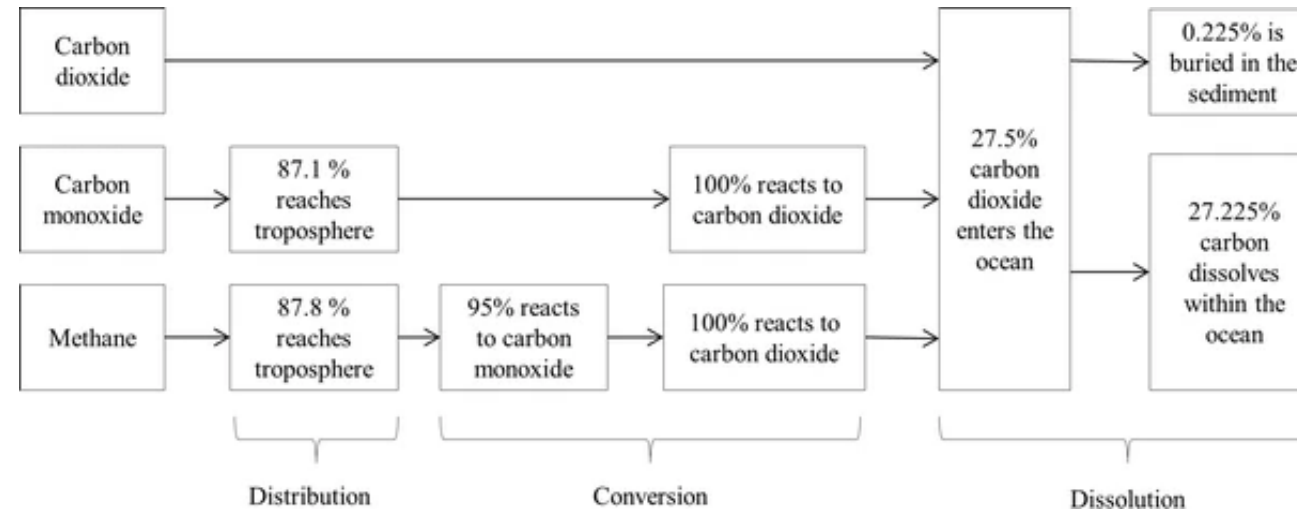 Carbon
dioxide
0.225% is
buried in the
sediment
27.5%
carbon
dioxide
enters the
ocean
Carbon
monoxide
87.1 %
reaches
troposphere
100% reacts to
carbon dioxide
27.225%
carbon
dissolves
within the
ocean
Methane
87.8 %
reaches
troposphere
95% reacts
to carbon
monoxide
100% reacts to
carbon dioxide
Distribution
Conversion
Dissolution